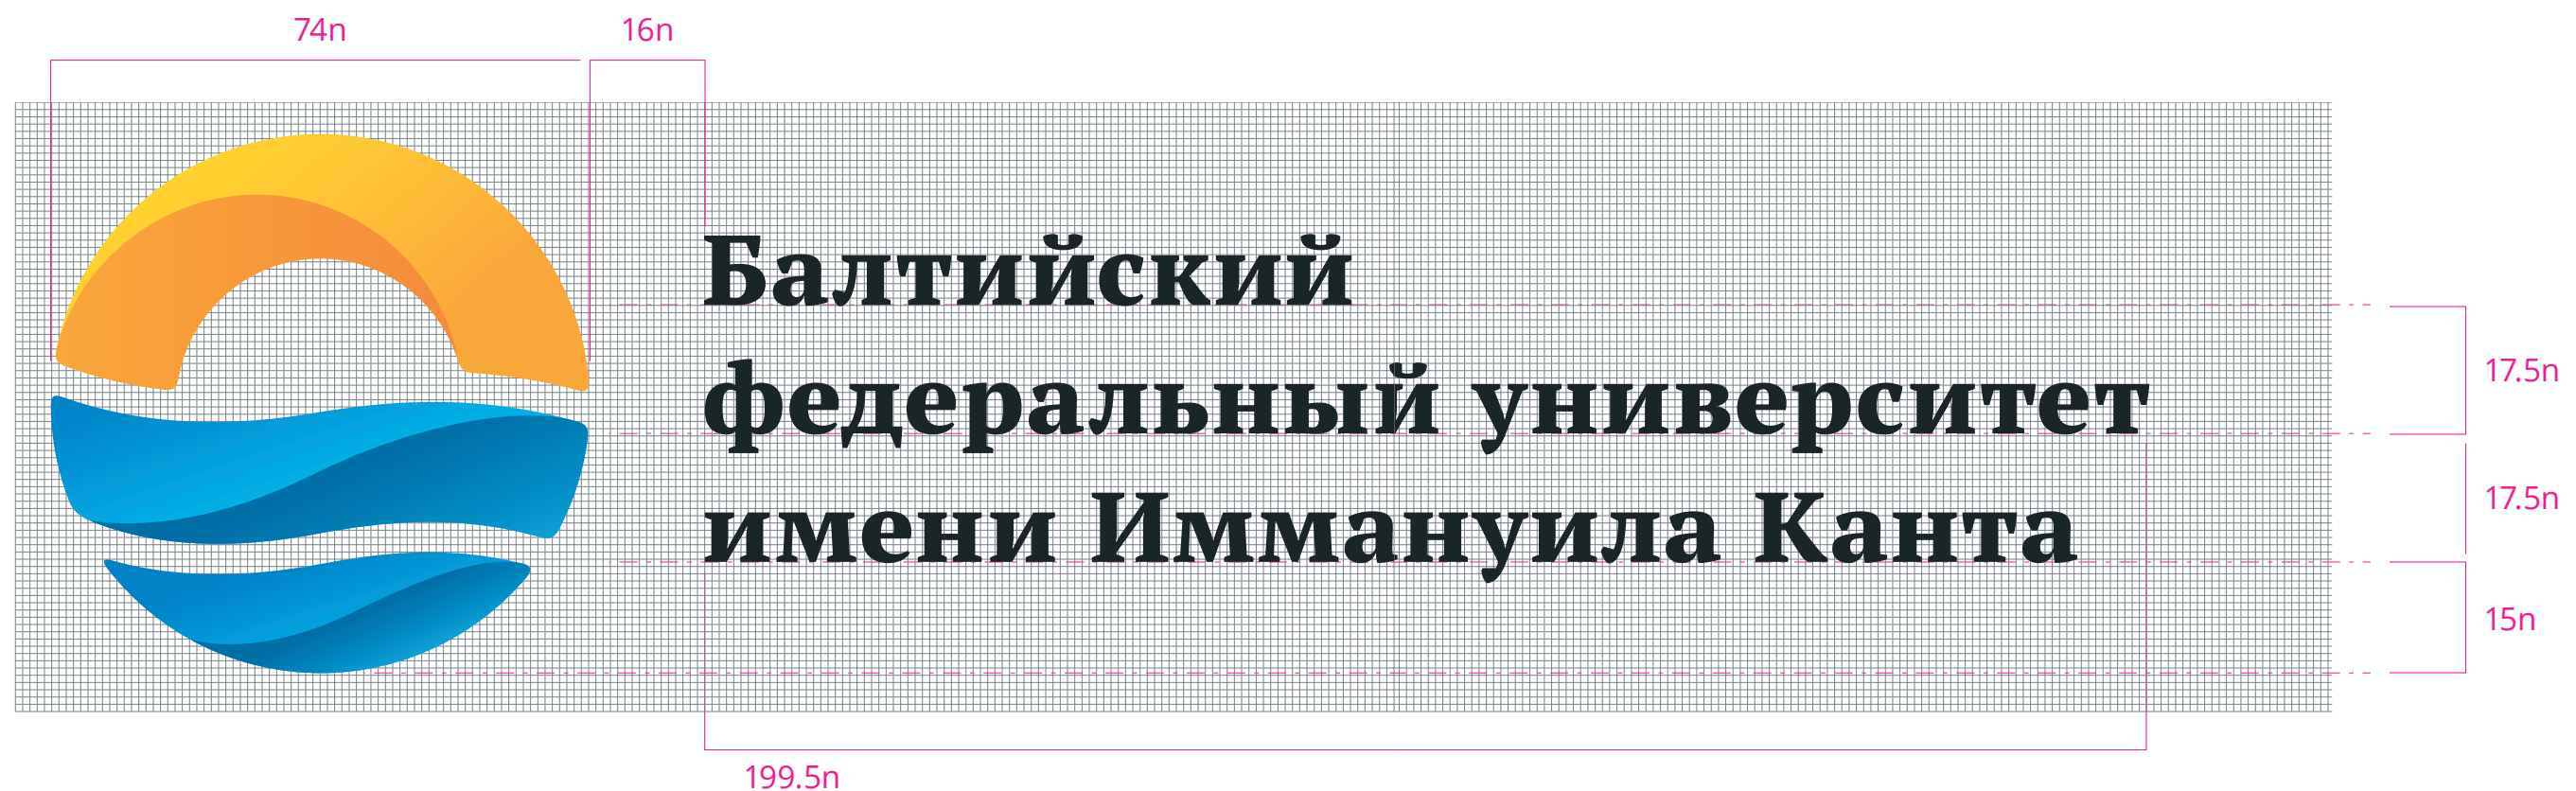 74n 16n
Балтийский
федеральный университет
имени Иммануила Канта
17.5n
17.5n
15n
199.5n